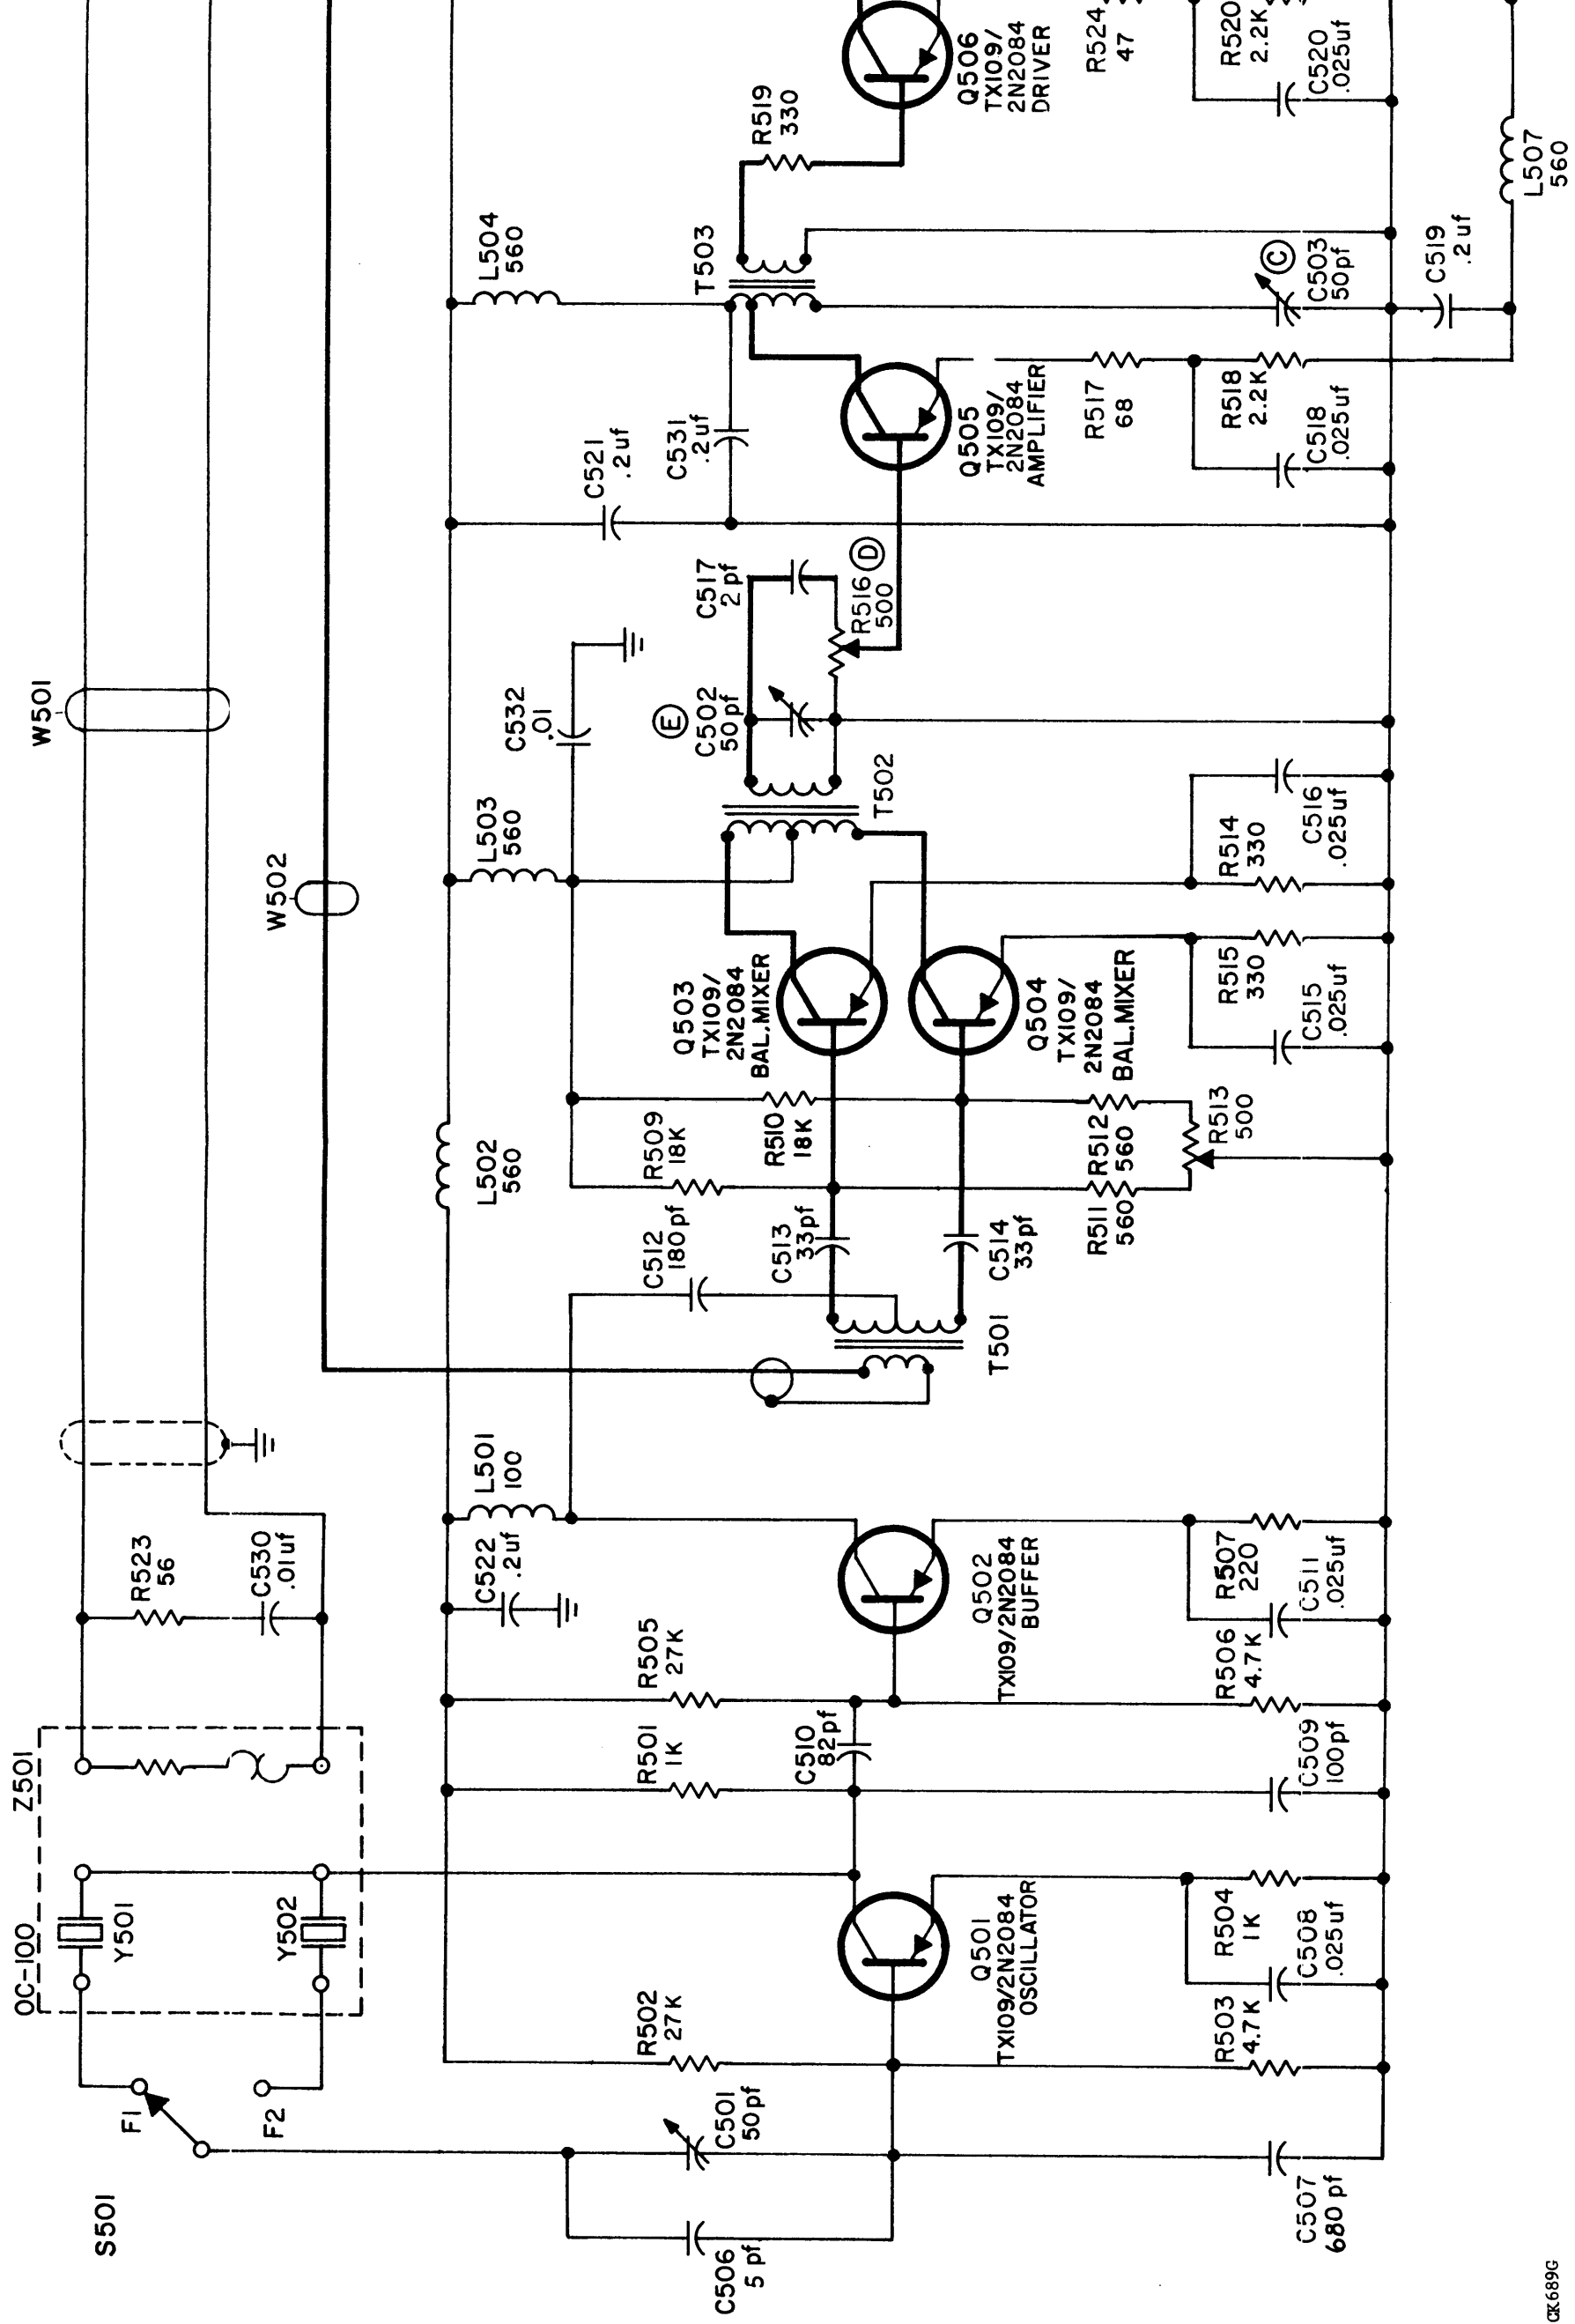 W501
W502
L504
560
T503
R519
330
Q506
TX109/
2N2084
DRIVER
R524
47
R520
2.2K
C520
.025uf
L507
560
C503
50pf
C
C519
.2uf
C521
.2uf
C531
.2uf
Q505
TX109/
2N2084
AMPLIFIER
R517
68
R518
2.2K
C518
.025uf
C517
2pf
R516
500
D
E
C502
50pf
C532
.01
L503
560
T502
R514
330
C516
.025uf
Q503
TX109/
2N2084
BAL.MIXER
Q504
TX109/
2N2084
BAL.MIXER
R515
330
C515
.025uf
L502
560
R509
18K
R510
18K
R511
560
R512
560
R513
500
C512
180pf
C513
33pf
C514
33pf
T501
L501
100
C522
.2uf
R523
56
C530
.01uf
Q502
TX109/2N2084
BUFFER
R507
220
C511
.025uf
R505
27K
R506
4.7K
R501
1K
C510
82pf
C509
100pf
Z501
OC-100
Y501
Y502
Q501
TX109/2N2084
OSCILLATOR
R504
1K
C508
.025uf
R502
27K
R503
4.7K
F1
F2
S501
C501
50pf
C506
5pf
C507
680pf
CK689G